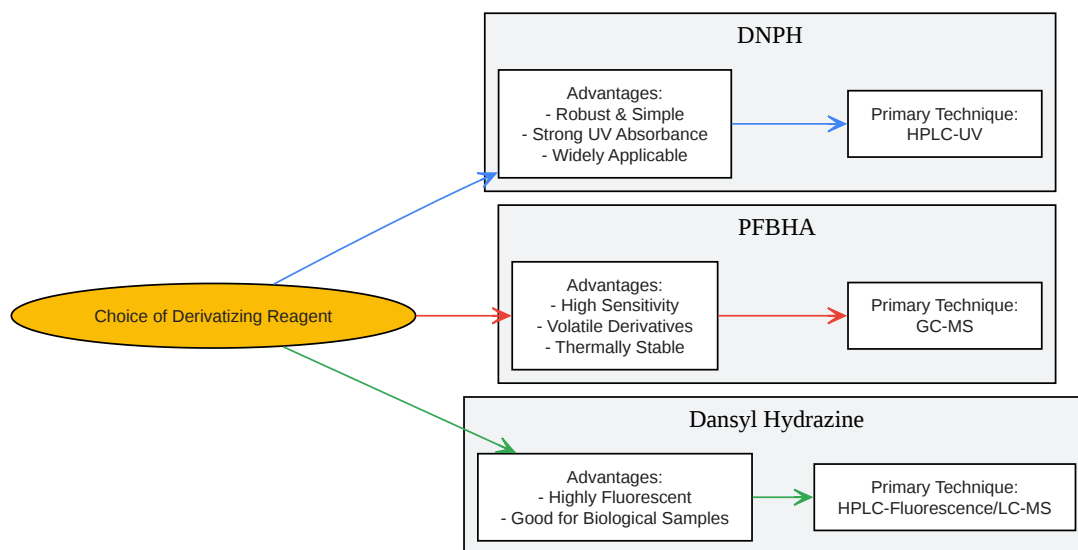 DNPH
Advantages:
- Robust & Simple
- Strong UV Absorbance
- Widely Applicable
Primary Technique:
HPLC-UV
PFBHA
Choice of Derivatizing Reagent
Advantages:
- High Sensitivity
- Volatile Derivatives
- Thermally Stable
Primary Technique:
GC-MS
Dansyl Hydrazine
Advantages:
- Highly Fluorescent
- Good for Biological Samples
Primary Technique:
HPLC-Fluorescence/LC-MS